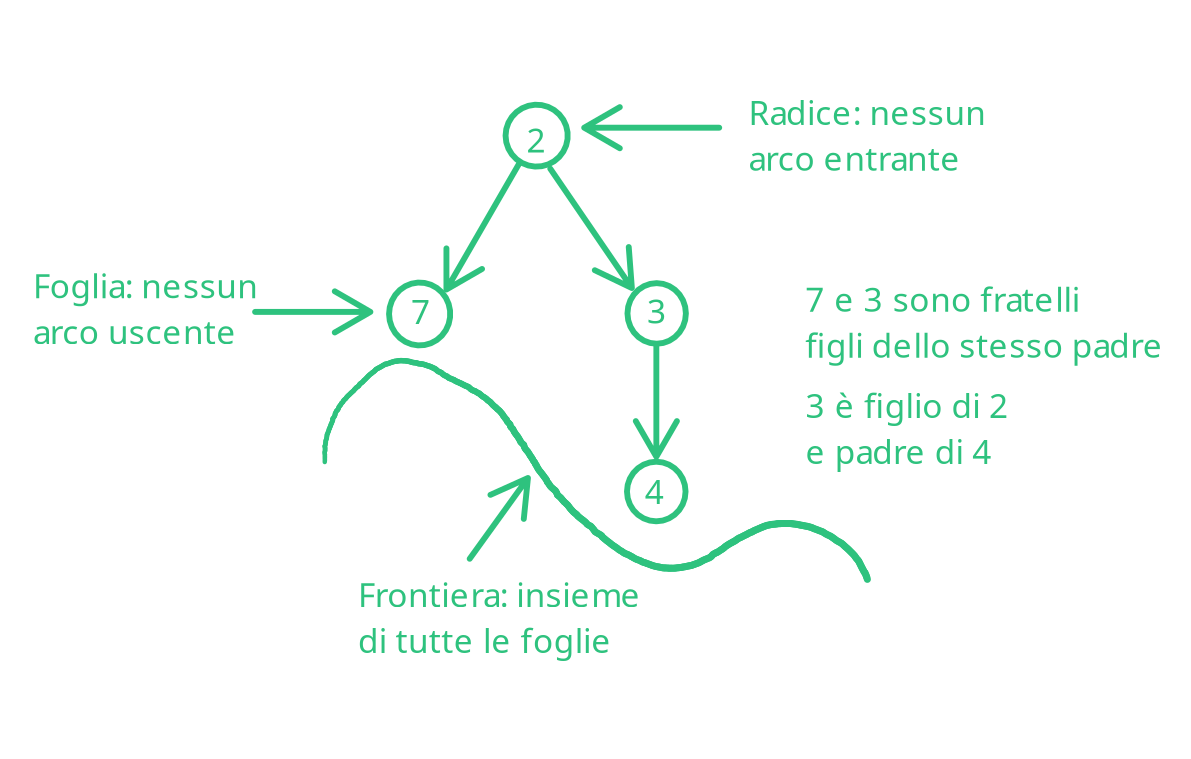 2
Radice: nessun
arco entrante
Foglia: nessun
arco uscente
7
3
7 e 3 sono fratelli
figli dello stesso padre
3 è figlio di 2
e padre di 4
4
Frontiera: insieme
di tutte le foglie